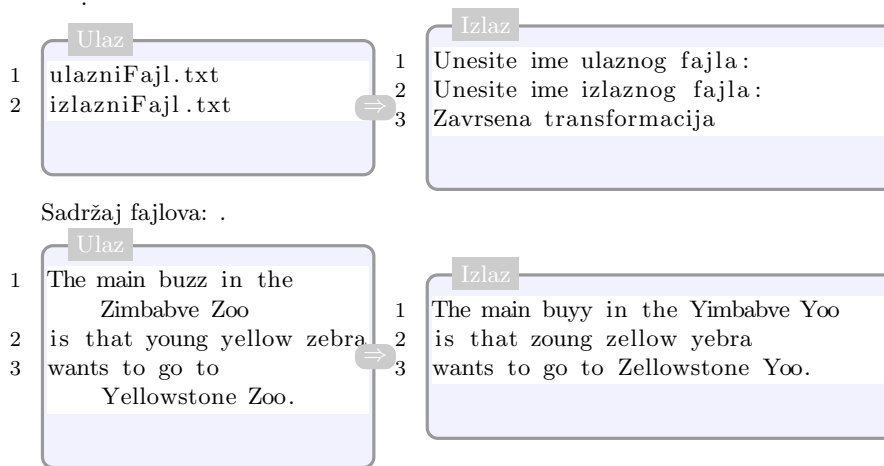 .
Ulaz
1 ulazniFajl.txt
2 izlazniFajl.txt
⇒
Izlaz
1 Unesite ime ulaznog fajla:
2 Unesite ime izlaznog fajla:
3 Zavrsena transformacija
Sadržaj fajlova: .
Ulaz
1 The main buzz in the
Zimbabve Zoo
2 is that young yellow zebra
3 wants to go to
Yellowstone Zoo.
⇒
Izlaz
1 The main buyy in the Yimbabve Yoo
2 is that zoung zellow yebra
3 wants to go to Zellowstone Yoo.